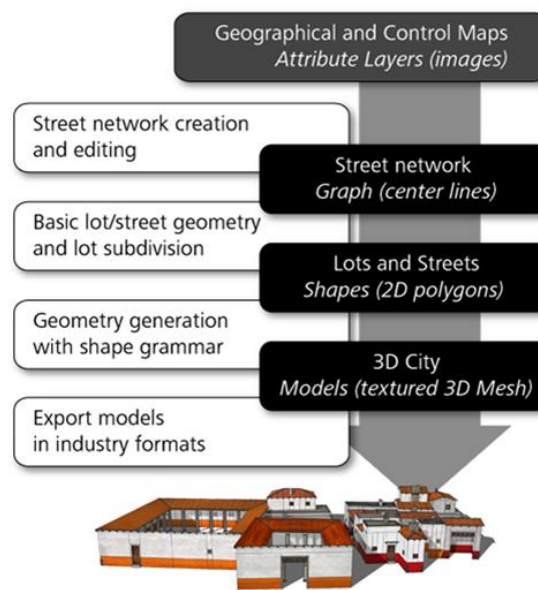 Geographical and Control Maps
Attribute Layers (images)
Street network creation
and editing
Street network
Graph (center lines)
Basic lot/street geometry
and lot subdivision
Lots and Streets
Shapes (2D polygons)
Geometry generation
with shape grammar
3D City
Models (textured 3D Mesh)
Export models
in industry formats